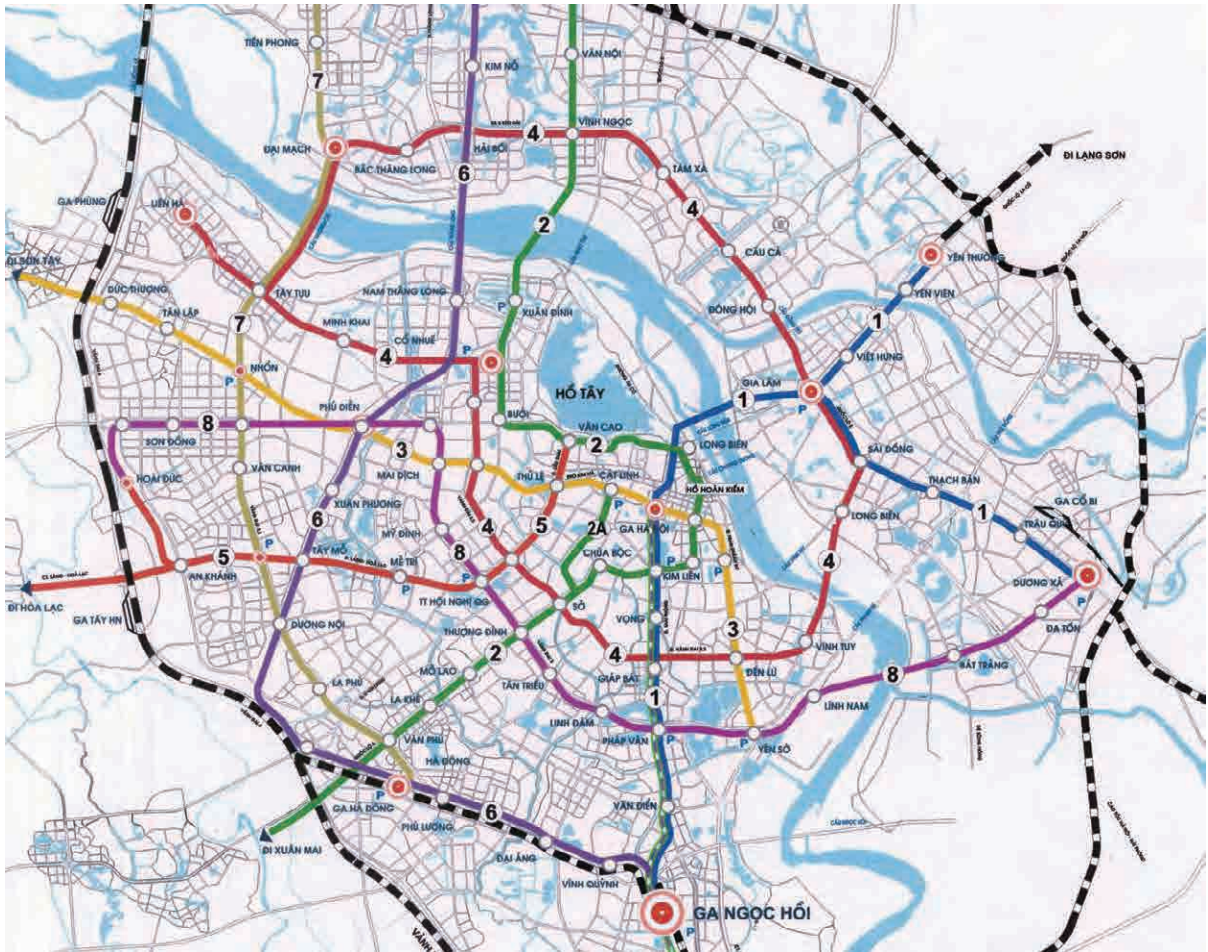 TIỀN PHONG
7
KIM NỖ
VÂN NỘI
ĐẠI MẠCH
BẮC THĂNG LONG
HẢI BỐI
4
VĨNH NGỌC
6
TÀM XÁ
ĐI LẠNG SƠN
GA PHÙNG
LIÊN HÀ
2
4
CẦU CẢ
YÊN THƯỜNG
ĐI SƠN TÂY
ĐỨC THƯỢNG
TÂN LẬP
TÂY TỰU
NAM THĂNG LONG
P
XUÂN ĐỈNH
ĐÔNG HỘI
YÊN VIÊN
7
MINH KHAI
CỔ NHUẾ
4
P
1
VIỆT HƯNG
NHỔN
P
HỒ TÂY
GIA LÂM
1
P
PHÚ DIỄN
BƯỞI
SƠN ĐỒNG
8
3
VĂN CAO
2
LONG BIÊN
SÀI ĐỒNG
VÂN CANH
MAI DỊCH
THỦ LỆ
CÁT LINH
P
HỒ HOÀN KIẾM
THẠCH BÀN
GA CỔ BI
HOÀI ĐỨC
XUÂN PHƯƠNG
GA HÀ NỘI
LONG BIÊN
1
TRÂU QUỲ
6
MỸ ĐÌNH
4
5
2A
5
P
TÂY MỖ
8
CHÙA BỘC
P
4
AN KHÁNH
MỄ TRÌ
P
KIM LIÊN
DƯƠNG XÁ
P
ĐI HÒA LẠC
TT HỘI NGHỊ QG
SỞ
VỌNG
ĐA TỐN
GA TÂY HN
DƯƠNG NỘI
THƯỢNG ĐÌNH
3
VĨNH TUY
2
4
ĐỀN LỪ
BÁT TRÀNG
MỖ LAO
TÂN TRIỀU
GIÁP BÁT
8
LA PHÙ
LA KHÊ
1
LĨNH NAM
LINH ĐÀM
VĂN PHÚ
PHÁP VÂN
P
P
YÊN SỞ
HÀ ĐÔNG
P
GA HÀ ĐÔNG
6
VĂN ĐIỂN
PHÚ LƯƠNG
ĐI XUÂN MAI
ĐẠI ÁNG
VĨNH QUỲNH
GA NGỌC HỒI
P